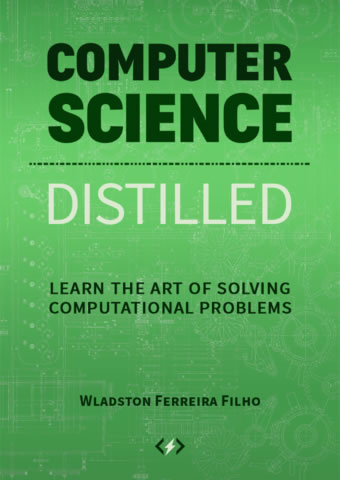 COMPUTER
SCIENCE
DISTILLED
LEARN THE ART OF SOLVING
COMPUTATIONAL PROBLEMS
WLADSTON FERREIRA FILHO